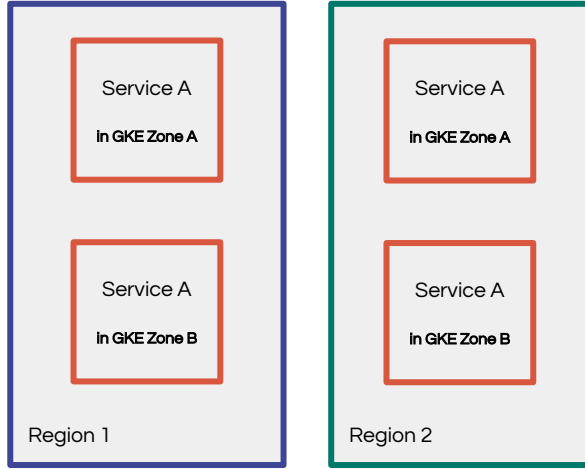 Service A
in GKE Zone A
Service A
in GKE Zone B
Region 1
Service A
in GKE Zone A
Service A
in GKE Zone B
Region 2